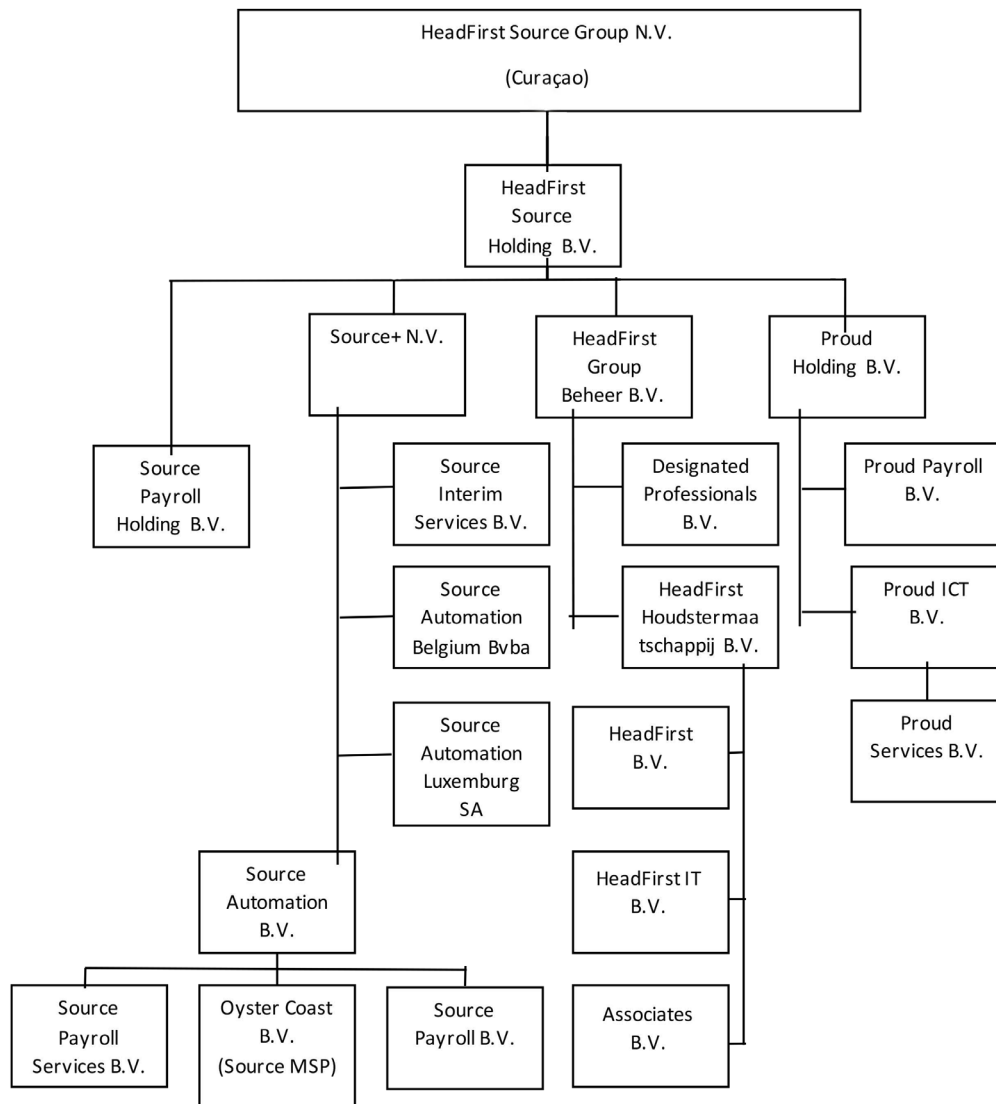 HeadFirst Source Group N.V.
(Curaçao)
HeadFirst
Source
Holding B.V.
Source+ N.V.
HeadFirst
Group
Beheer B.V.
Proud
Holding B.V.
Source
Payroll
Holding B.V.
Source
Interim
Services B.V.
Designated
Professionals
B.V.
Proud Payroll
B.V.
Source
Automation
Belgium Bvba
HeadFirst
Houdstermaa
tschappij B.V.
Proud ICT
B.V.
Source
Automation
Luxemburg
SA
HeadFirst
B.V.
Proud
Services B.V.
Source
Automation
B.V.
HeadFirst IT
B.V.
Source
Payroll
Services B.V.
Oyster Coast
B.V.
(Source MSP)
Source
Payroll B.V.
Associates
B.V.